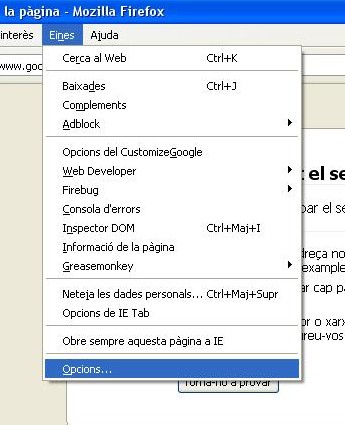 la pàgina - Mozilla Firefox
interès Eines Ajuda
www.goo
Cerca al Web Ctrl+K
Baixades Ctrl+J
Complements
Adblock
Opcions del CustomizeGoogle
Web Developer
Firebug
Consola d'errors
Inspector DOM Ctrl+Maj+I
Informació de la pàgina
Greasemonkey
Neteja les dades personals... Ctrl+Maj+Supr
Opcions de IE Tab
Obre sempre aquesta pàgina a IE
Opcions...
el se
bar el se
dreça no
example
ar cap p
or o xarx
ureu-vos
Torna-ho a provar